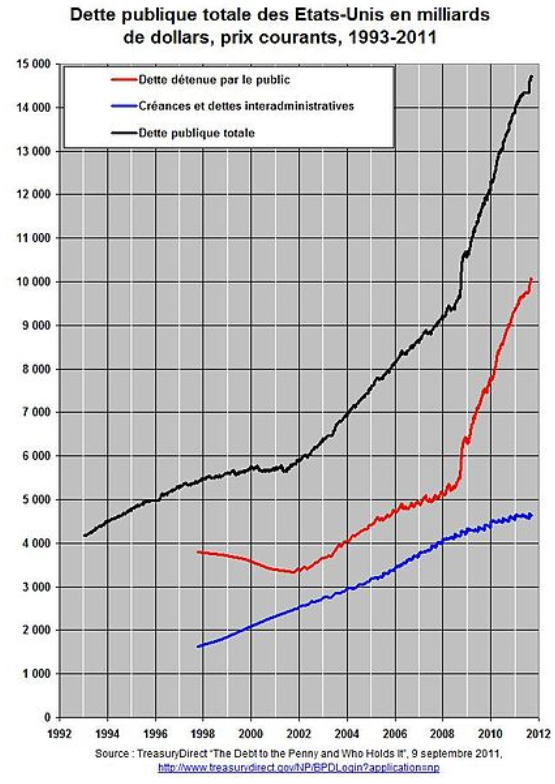 Dette publique totale des Etats-Unis en milliards
de dollars, prix courants, 1993-2011
15 000
14 000
13 000
12 000
11 000
10 000
9 000
8 000
7 000
6 000
5 000
4 000
3 000
2 000
1 000
0
Dette détenue par le public
Créances et dettes interadministratives
Dette publique totale
1992 1994 1996 1998 2000 2002 2004 2006 2008 2010 2012
Source : TreasuryDirect "The Debt to the Penny and Who Holds It", 9 septembre 2011,
http://www.treasurydirect.gov/NP/BPDLogin?application=np